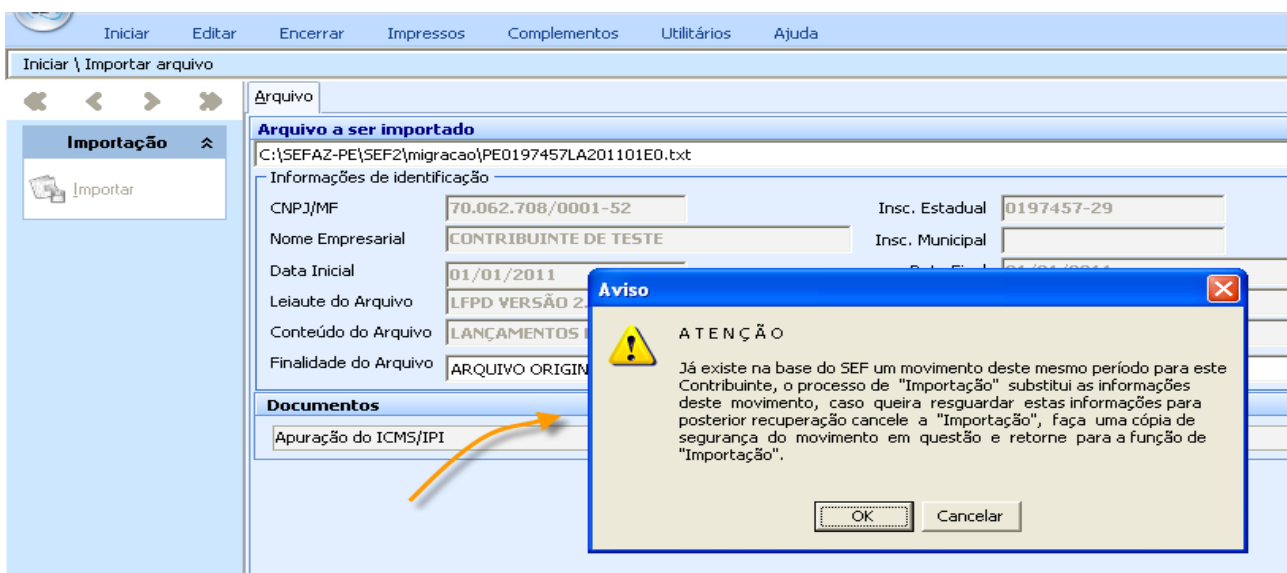 Iniciar Editar Encerrar Impressos Complementos Utilitários Ajuda
Iniciar \ Importar arquivo
Arquivo
Importação
Importar
Arquivo a ser importado
C:\SEFAZ-PE\SEF2\migracao\PE0197457LA201101E0.txt
Informações de identificação
CNPJ/MF 70.062.708/0001-52 Insc. Estadual 0197457-29
Nome Empresarial CONTRIBUINTE DE TESTE Insc. Municipal
Data Inicial 01/01/2011
Leiaute do Arquivo LFPD VERSÃO 2.
Conteúdo do Arquivo LANÇAMENTOS
Finalidade do Arquivo ARQUIVO ORIGIN
Documentos
Apuração do ICMS/IPI
Aviso
A T E N Ç Ã O
Já existe na base do SEF um movimento deste mesmo período para este
Contribuinte, o processo de "Importação" substitui as informações
deste movimento, caso queira resguardar estas informações para
posterior recuperação cancele a "Importação", faça uma cópia de
segurança do movimento em questão e retorne para a função de
"Importação".
OK Cancelar